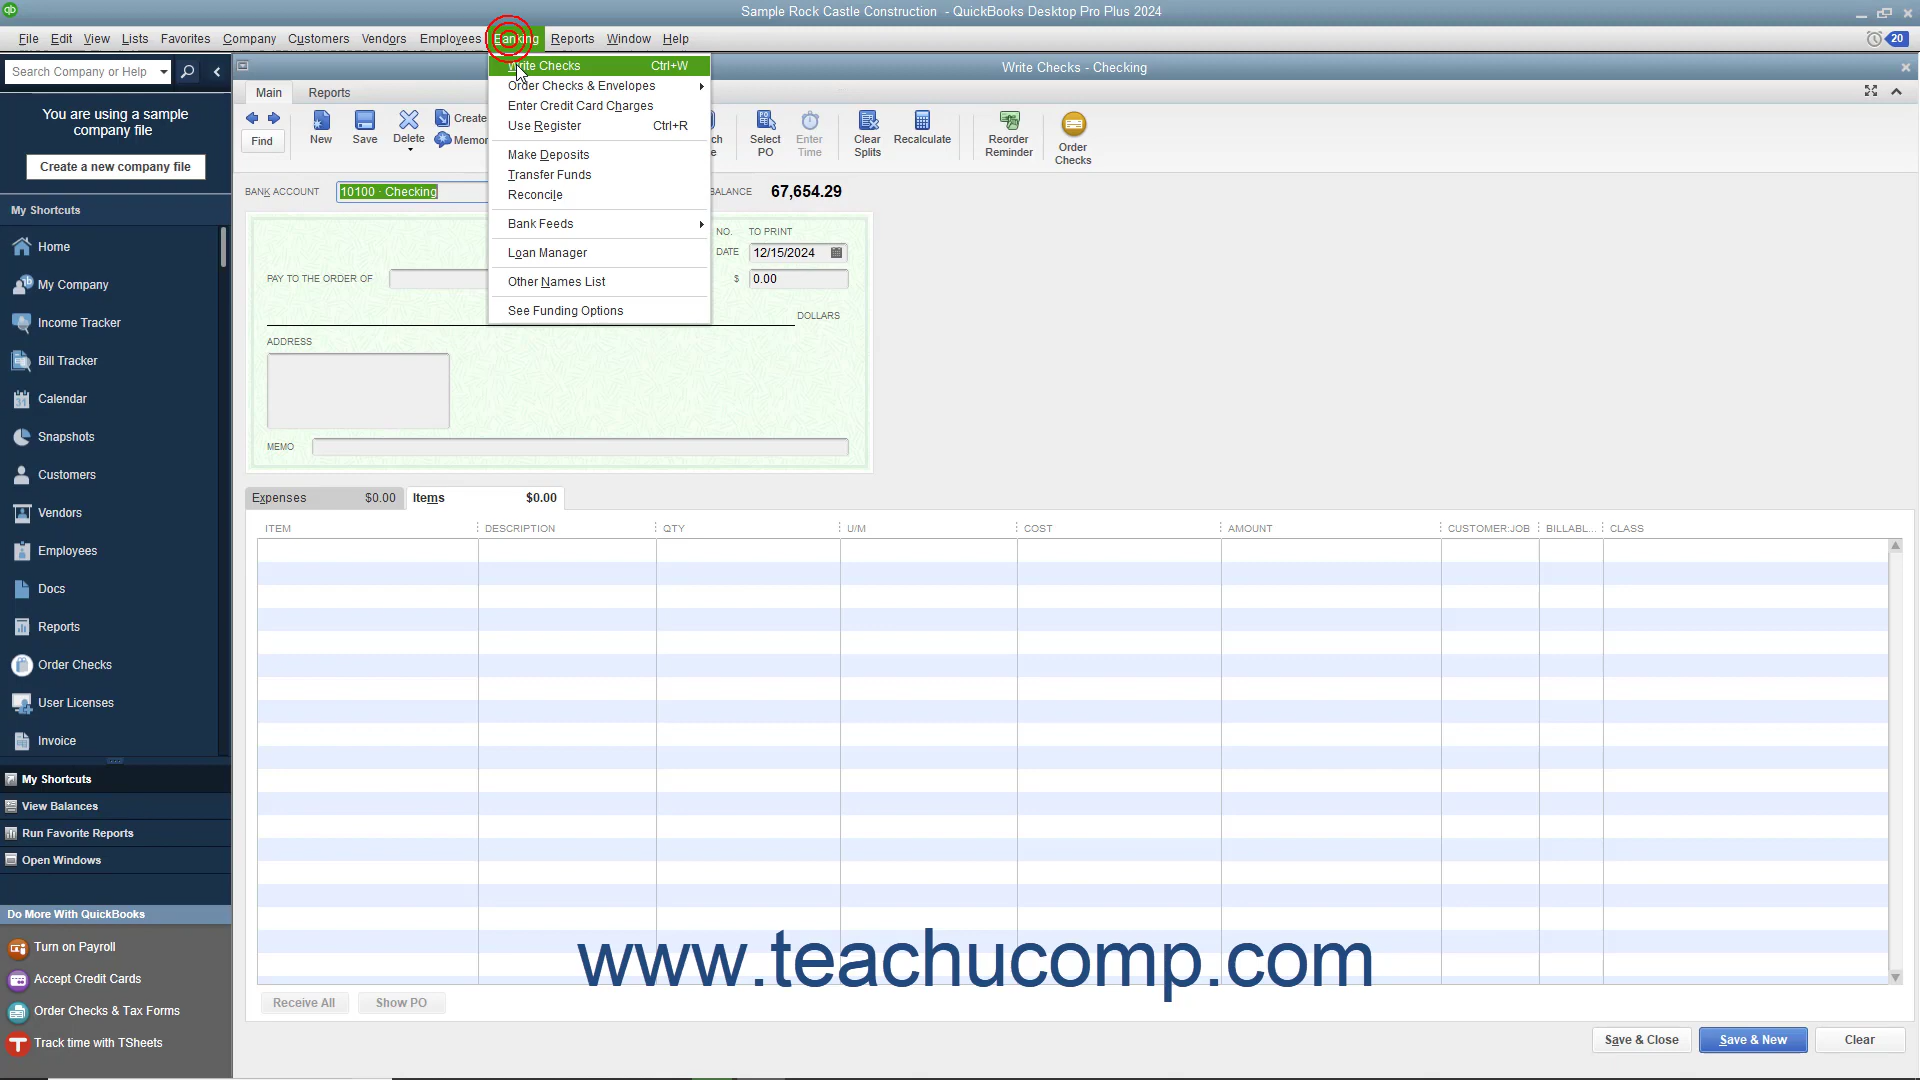 Sample Rock Castle Construction - QuickBooks Desktop Pro Plus 2024
File Edit View Lists Favorites Company Customers Vendors Employees Banking Reports Window Help
20
Search Company or Help
Write Checks - Checking
You are using a sample
company file
Create a new company file
My Shortcuts
Home
My Company
Income Tracker
Bill Tracker
Calendar
Snapshots
Customers
Vendors
Employees
Docs
Reports
Order Checks
User Licenses
Invoice
My Shortcuts
View Balances
Run Favorite Reports
Open Windows
Do More With QuickBooks
Turn on Payroll
Accept Credit Cards
Order Checks & Tax Forms
Track time with TSheets
Main Reports
Find
New
Save
Delete
Create
Memor
Select
PO
Enter
Time
Clear
Splits
Recalculate
Reorder
Reminder
Order
Checks
Write Checks Ctrl+W
Order Checks & Envelopes
Enter Credit Card Charges
Use Register Ctrl+R
Make Deposits
Transfer Funds
Reconcile
Bank Feeds
Loan Manager
Other Names List
See Funding Options
BANK ACCOUNT 10100 · Checking
BALANCE 67,654.29
NO. TO PRINT
DATE 12/15/2024
PAY TO THE ORDER OF
$ 0.00
DOLLARS
ADDRESS
MEMO
Expenses $0.00 Items $0.00
ITEM DESCRIPTION QTY U/M COST AMOUNT CUSTOMER:JOB BILLABL... CLASS
www.teachucomp.com
Receive All Show PO
Save & Close Save & New Clear